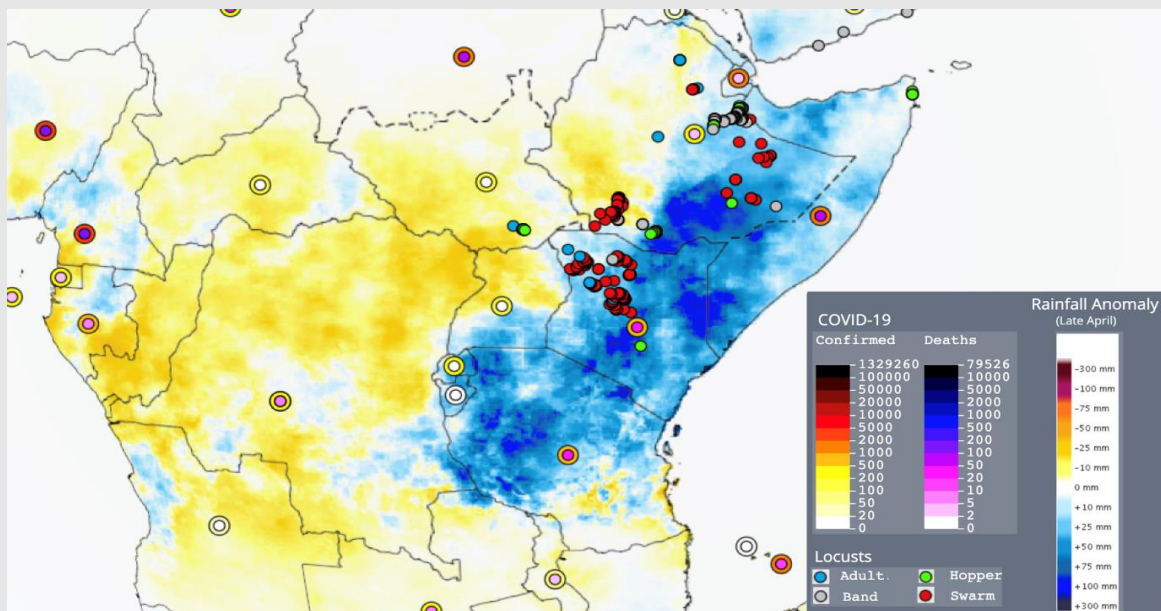 COVID-19
Confirmed
1329260
100000
50000
20000
10000
5000
2000
1000
500
200
100
50
20
0
Deaths
79526
10000
5000
2000
1000
500
200
100
50
20
10
5
2
0
Rainfall Anomaly
(Late April)
-300 mm
-100 mm
-75 mm
-50 mm
-25 mm
-10 mm
0 mm
+10 mm
+25 mm
+50 mm
+75 mm
+100 mm
+300 mm
Locusts
Adult.
Hopper
Band
Swarm